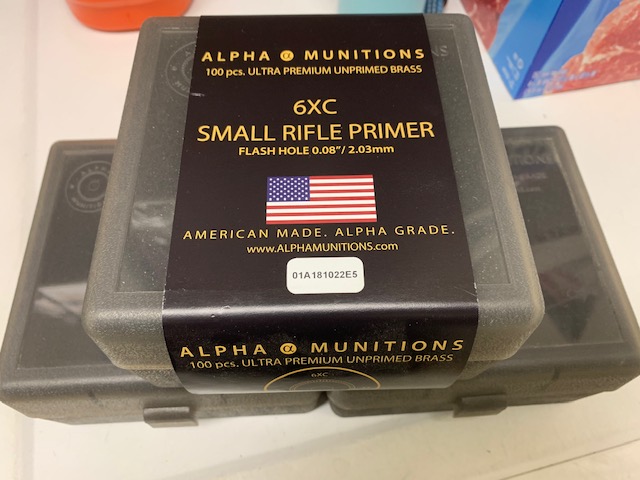 ALPHA α MUNITIONS
100 pcs. ULTRA PREMIUM UNPRIMED BRASS
6XC
SMALL RIFLE PRIMER
FLASH HOLE 0.08"/ 2.03mm
AMERICAN MADE. ALPHA GRADE.
www.ALPHAMUNITIONS.com
01A181022E5
ALPHA α MUNITIONS
100 pcs. ULTRA PREMIUM UNPRIMED BRASS
6XC